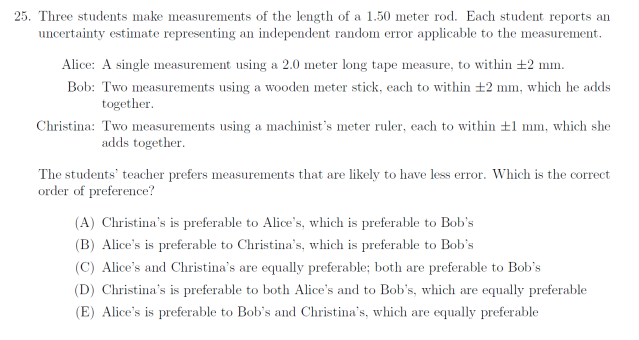 25. Three students make measurements of the length of a 1.50 meter rod. Each student reports an
uncertainty estimate representing an independent random error applicable to the measurement.
Alice: A single measurement using a 2.0 meter long tape measure, to within ±2 mm.
Bob: Two measurements using a wooden meter stick, each to within ±2 mm, which he adds
together.
Christina: Two measurements using a machinist's meter ruler, each to within ±1 mm, which she
adds together.
The students' teacher prefers measurements that are likely to have less error. Which is the correct
order of preference?
(A) Christina's is preferable to Alice's, which is preferable to Bob's
(B) Alice's is preferable to Christina's, which is preferable to Bob's
(C) Alice's and Christina's are equally preferable; both are preferable to Bob's
(D) Christina's is preferable to both Alice's and to Bob's, which are equally preferable
(E) Alice's is preferable to Bob's and Christina's, which are equally preferable